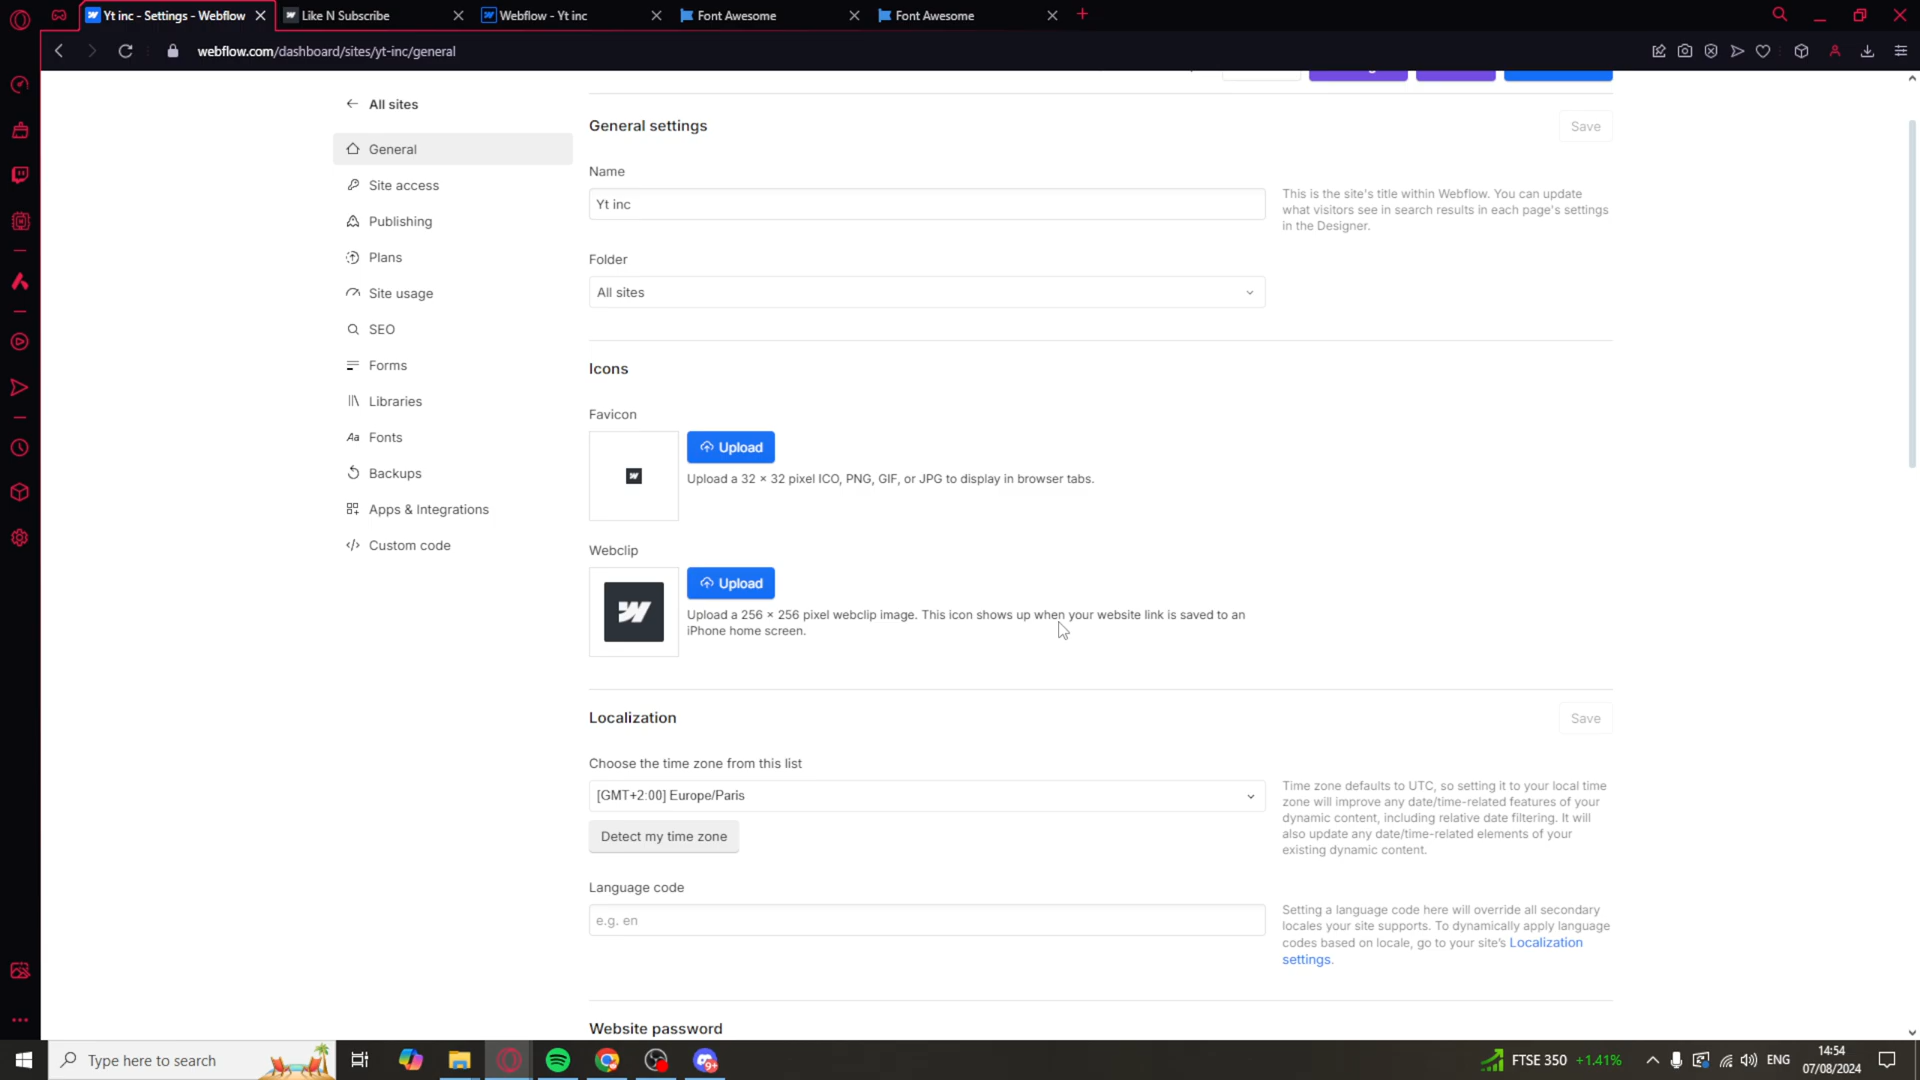 Yt inc - Settings - Webflow
Like N Subscribe
Webflow - Yt inc
Font Awesome
Font Awesome
webflow.com/dashboard/sites/yt-inc/general
All sites
General
Site access
Publishing
Plans
Site usage
SEO
Forms
Libraries
Aa Fonts
Backups
Apps & Integrations
Custom code
General settings
Save
Name
Yt inc
This is the site's title within Webflow. You can update
what visitors see in search results in each page's settings
in the Designer.
Folder
All sites
Icons
Favicon
Upload
Upload a 32 × 32 pixel ICO, PNG, GIF, or JPG to display in browser tabs.
Webclip
Upload
Upload a 256 × 256 pixel webclip image. This icon shows up when your website link is saved to an
iPhone home screen.
Localization
Save
Choose the time zone from this list
[GMT+2:00] Europe/Paris
Detect my time zone
Time zone defaults to UTC, so setting it to your local time
zone will improve any date/time-related features of your
dynamic content, including relative date filtering. It will
also update any date/time-related elements of your
existing dynamic content.
Language code
e.g. en
Setting a language code here will override all secondary
locales your site supports. To dynamically apply language
codes based on locale, go to your site's Localization
settings.
Website password
Type here to search
9+
FTSE 350 +1.41%
ENG
14:54
07/08/2024